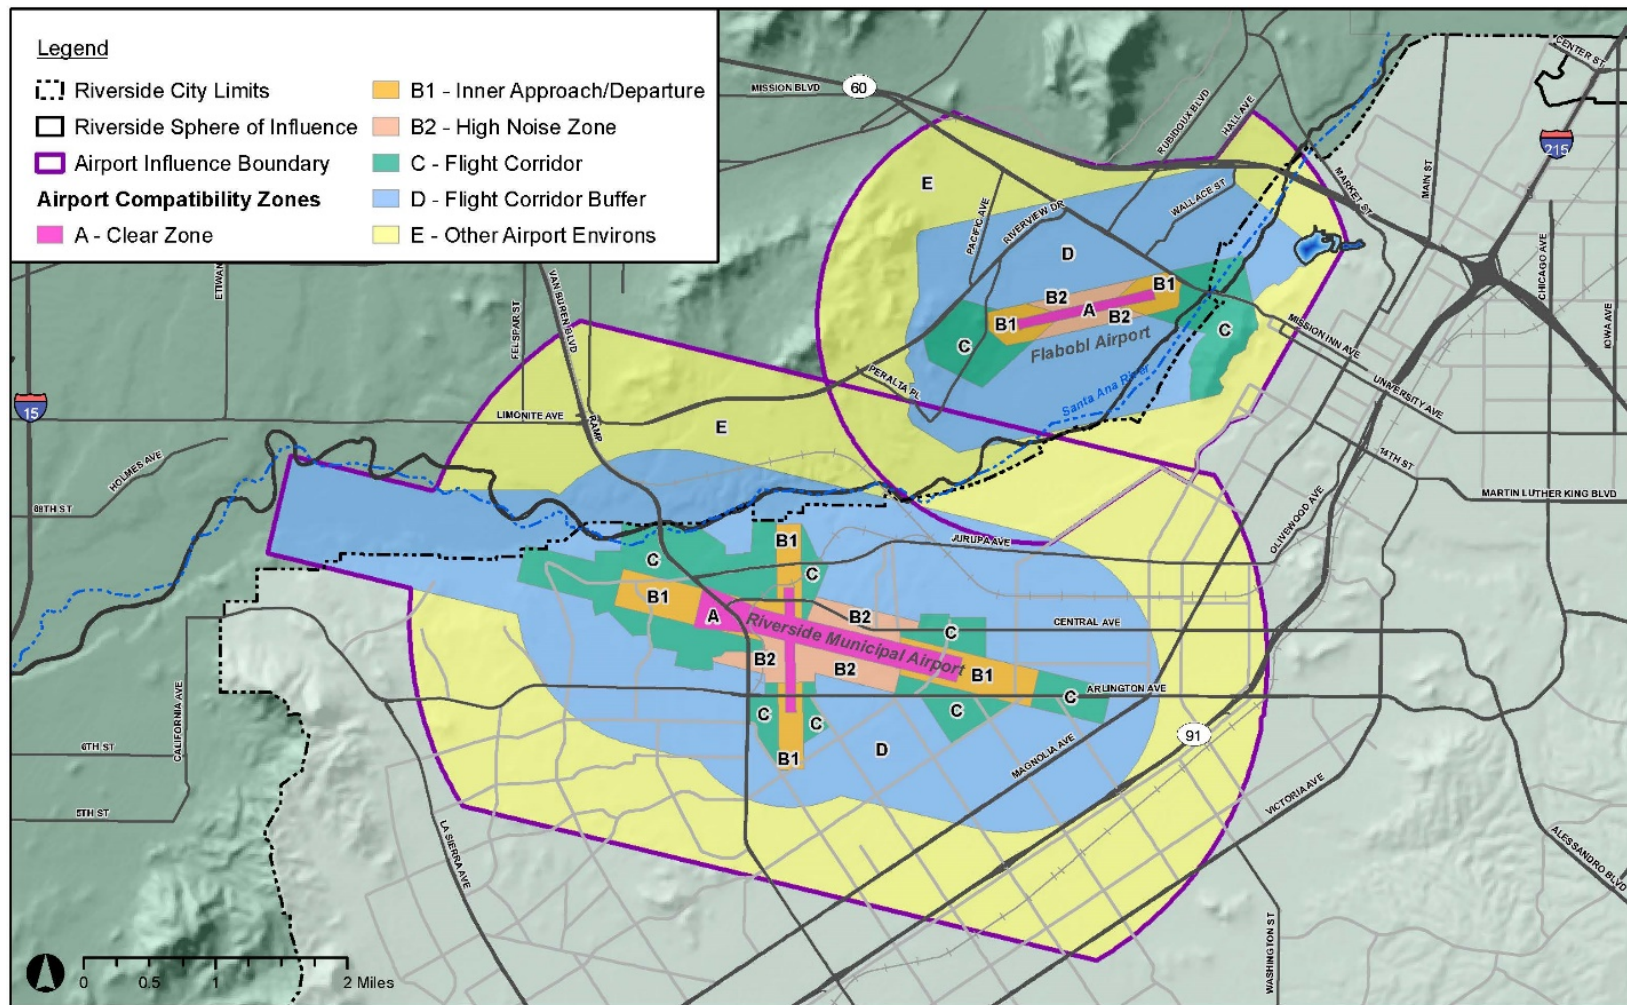 Legend
Riverside City Limits
Riverside Sphere of Influence
Airport Influence Boundary
Airport Compatibility Zones
A - Clear Zone
B1 - Inner Approach/Departure
B2 - High Noise Zone
C - Flight Corridor
D - Flight Corridor Buffer
E - Other Airport Environs
MISSION BLVD
60
RUBIDOUX BLVD
HALL AVE
CENTER ST
215
MAIN ST
MARKET ST
E
PACIFIC AVE
RIVERVIEW DR
WALLACE ST
D
CHICAGO AVE
IOWA AVE
ETIWAN
VAN BUREN BLVD
FELSPAR ST
B1
B2
A
B1
B2
C
C
Flabobl Airport
MISSION INN AVE
PERALTA PL
Santa Ana River
UNIVERSITY AVE
15
LIMONITE AVE
RAMP
E
HOLMES AVE
14TH ST
MARTIN LUTHER KING BLVD
68TH ST
OLIVEWOOD AVE
B1
JURUPA AVE
C
C
B1
A
B2
Riverside Municipal Airport
C
CENTRAL AVE
B2
B2
B1
C
ARLINGTON AVE
C
C
C
CALIFORNIA AVE
6TH ST
D
B1
MAGNOLIA AVE
91
VICTORIA AVE
5TH ST
LA SIERRA AVE
ALESSANDRO BLVD
WASHINGTON ST
0
0.5
1
2 Miles